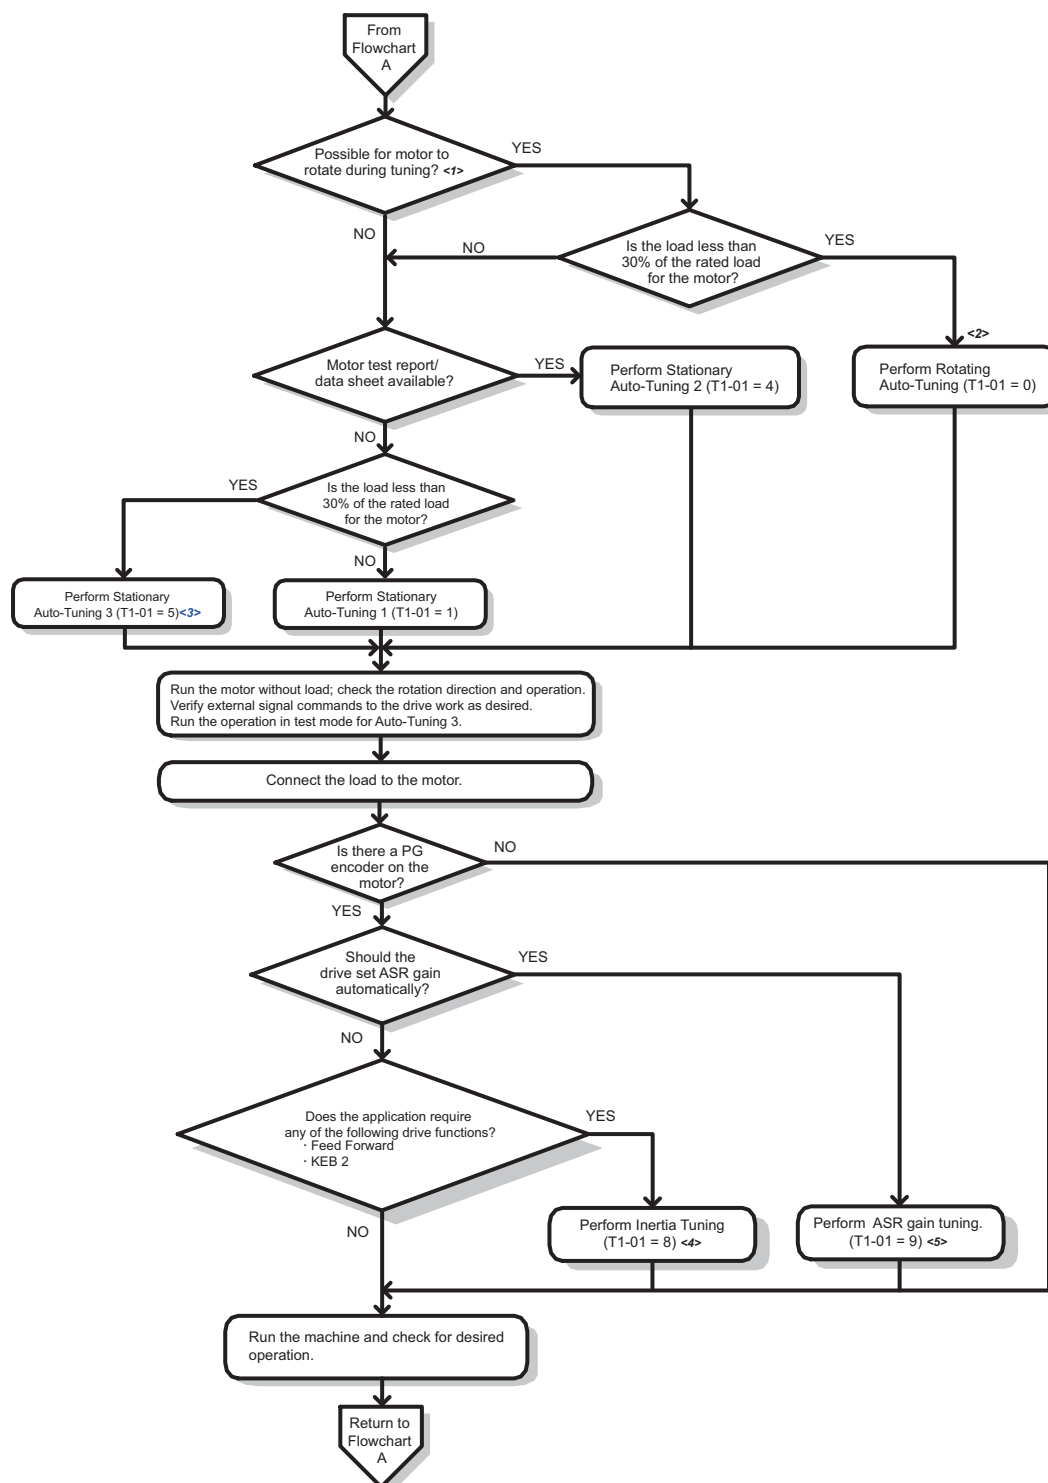 From
Flowchart
A
Possible for motor to
rotate during tuning? <1>
YES
NO
Is the load less than
30% of the rated load
for the motor?
NO
YES
<2>
Motor test report/
data sheet available?
YES
Perform Stationary
Auto-Tuning 2 (T1-01 = 4)
Perform Rotating
Auto-Tuning (T1-01 = 0)
NO
Is the load less than
30% of the rated load
for the motor?
YES
NO
Perform Stationary
Auto-Tuning 3 (T1-01 = 5)<3>
Perform Stationary
Auto-Tuning 1 (T1-01 = 1)
Run the motor without load; check the rotation direction and operation.
Verify external signal commands to the drive work as desired.
Run the operation in test mode for Auto-Tuning 3.
Connect the load to the motor.
Is there a PG
encoder on the
motor?
NO
YES
Should the
drive set ASR gain
automatically?
YES
NO
Does the application require
any of the following drive functions?
· Feed Forward
· KEB 2
YES
NO
Perform Inertia Tuning
(T1-01 = 8) <4>
Perform ASR gain tuning.
(T1-01 = 9) <5>
Run the machine and check for desired
operation.
Return to
Flowchart
A